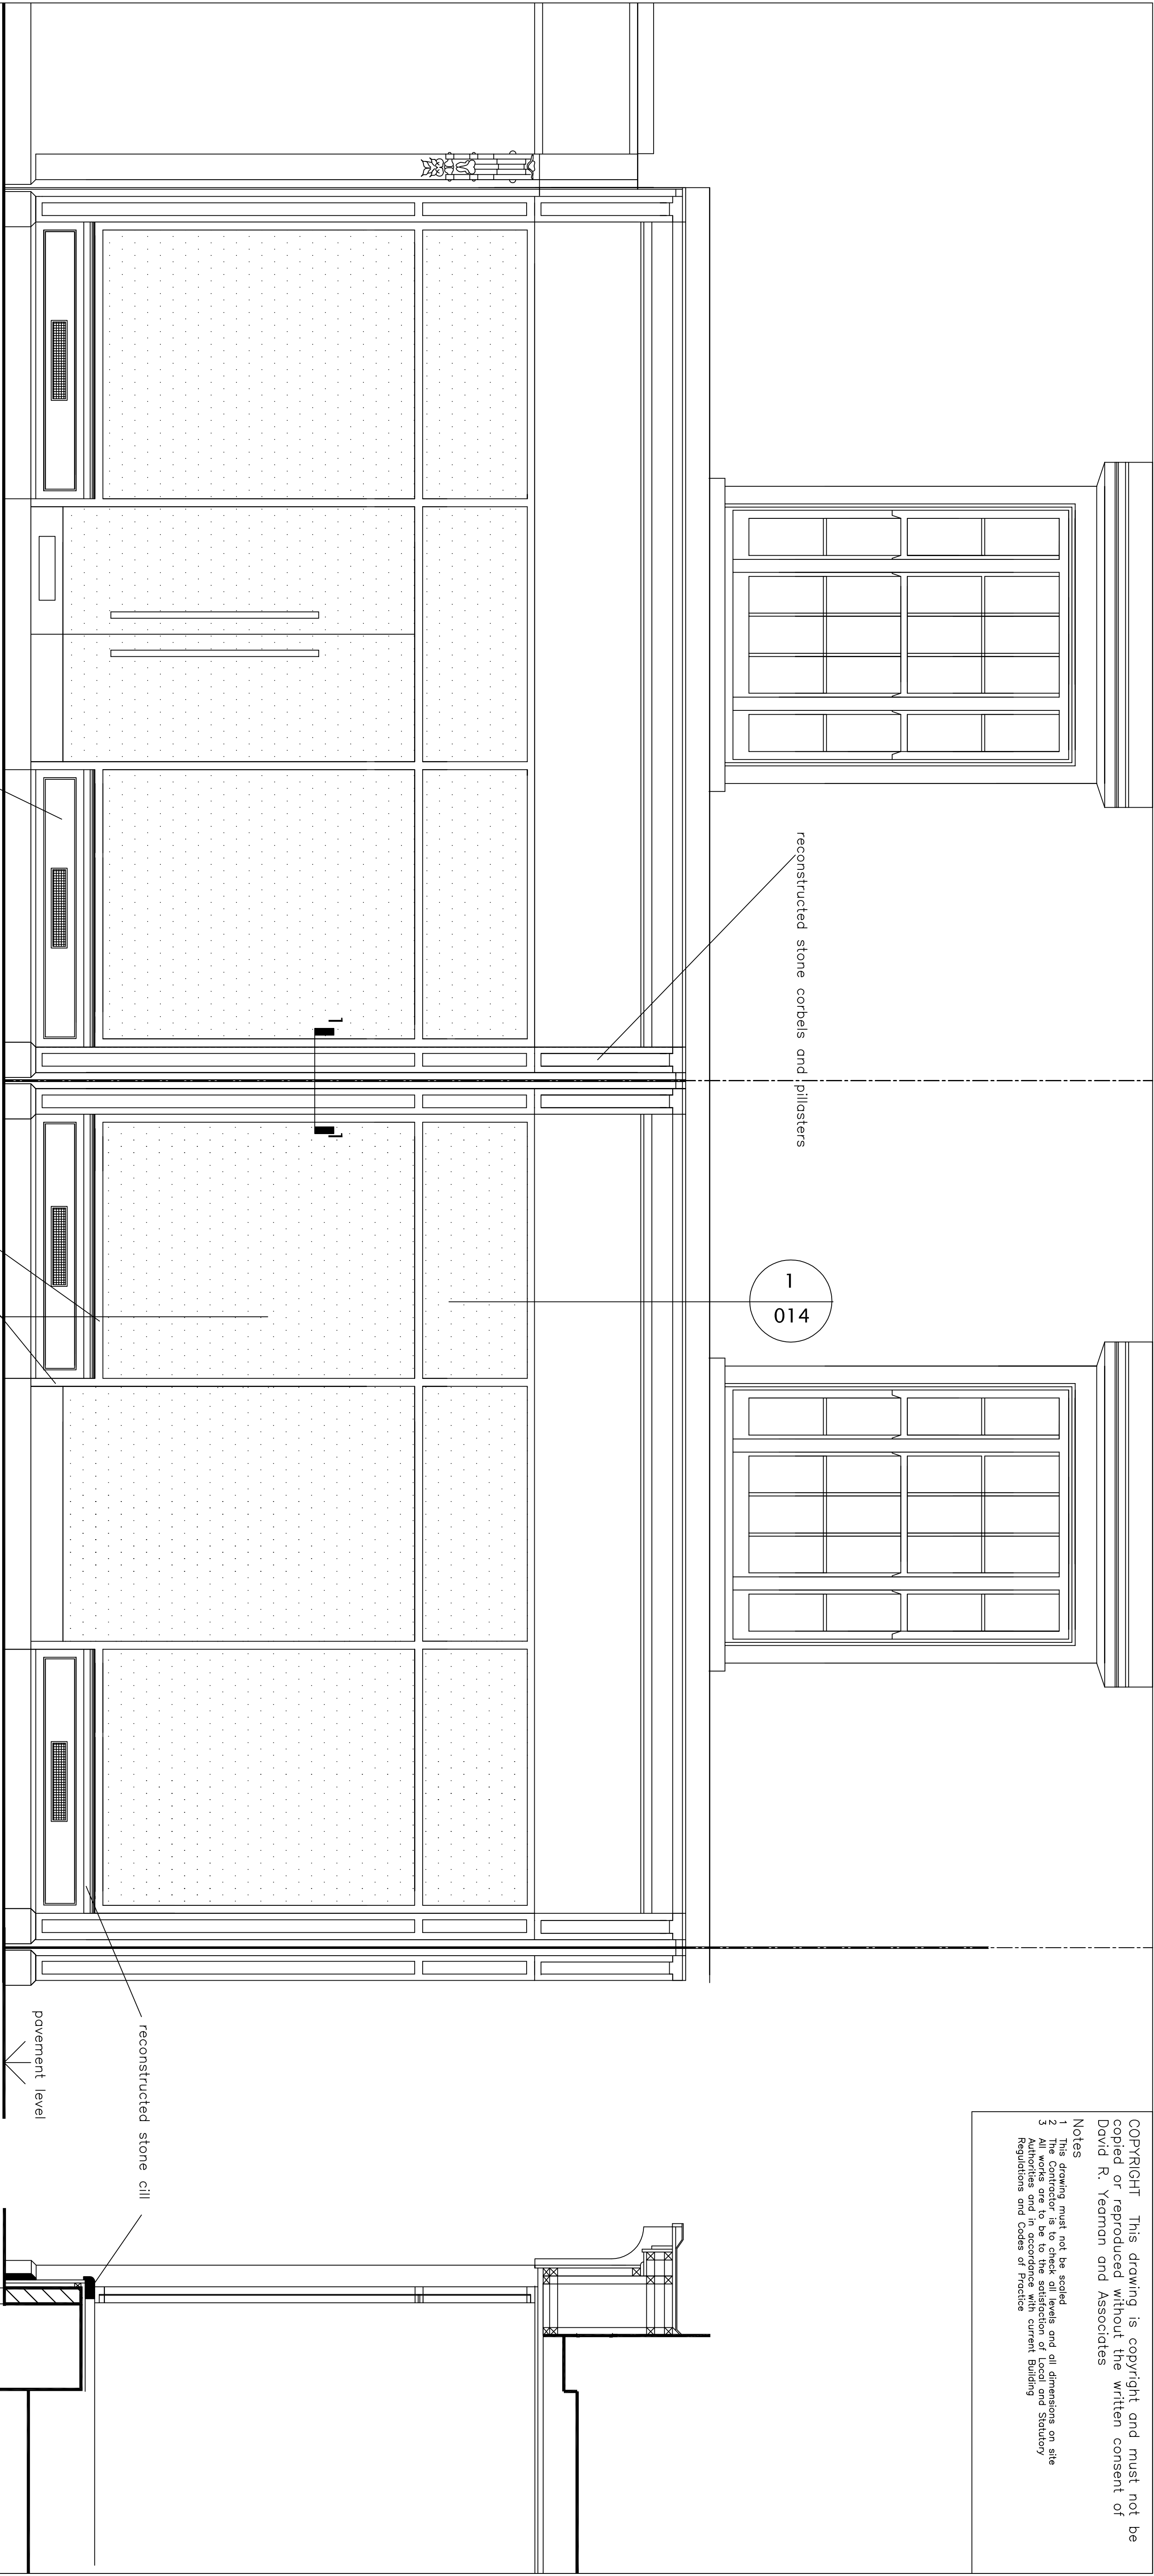 COPYRIGHT This drawing is copyright and must not be
copied or reproduced without the written consent of
David R. Yeaman and Associates
Notes
1 This drawing must not be scaled
2 The Contractor is to check all levels and all dimensions on site
3 All works are to be to the satisfaction of Local and Statutory
Authorities and in accordance with current Building
Regulations and Codes of Practice
reconstructed stone corbels and pillasters
1
014
1
1
reconstructed stone cill
pavement level